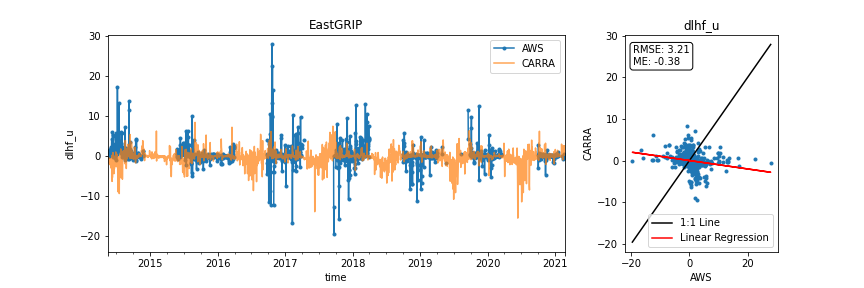 EastGRIP
dlhf_u
30
20
10
0
−10
−20
2015
2016
2017
2018
2019
2020
2021
time
AWS
CARRA
dlhf_u
CARRA
30
20
10
0
−10
−20
RMSE: 3.21
ME: -0.38
1:1 Line
Linear Regression
−20
0
20
AWS